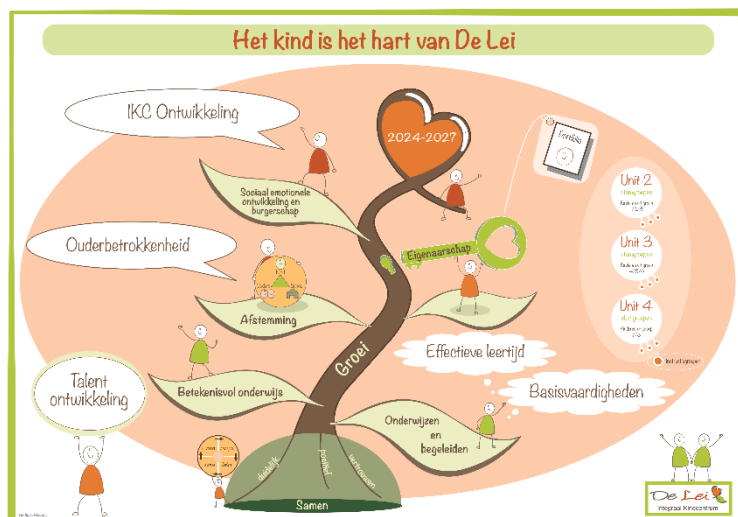 Het kind is het hart van De Lei
IKC Ontwikkeling
2024-2027
Portfolio
Sociaal emotionele
ontwikkeling en
burgerschap
Unit 2
Unit 3
Unit 4
Ouderbetrokkenheid
Eigenaarschap
Afstemming
Groei
Effectieve leertijd
Basisvaardigheden
Talent
ontwikkeling
Betekenisvol onderwijs
Onderwijzen
en
begeleiden
duidelijk
positief
vertrouwen
Samen
De Lei
Integraal Kindcentrum